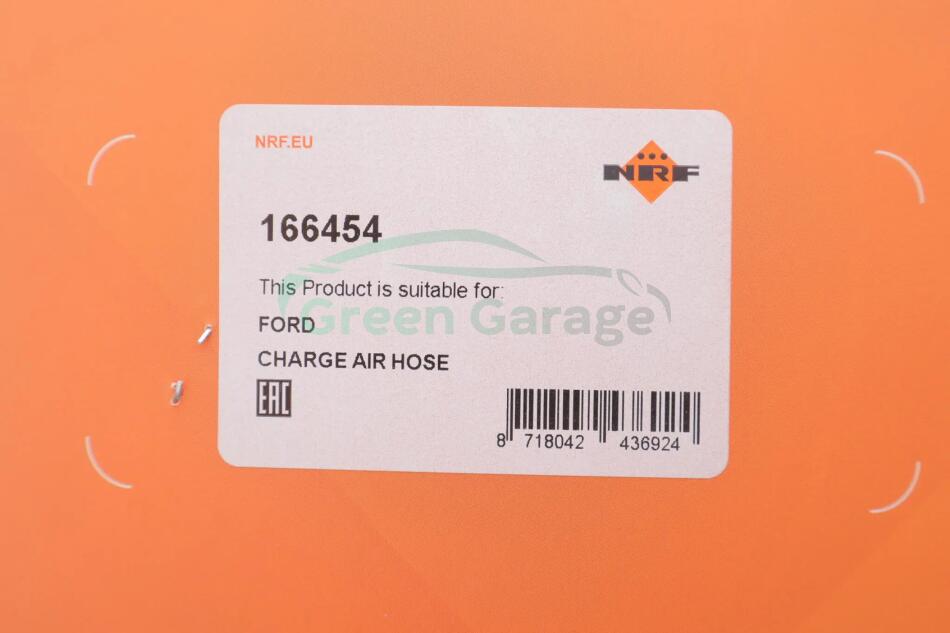 NRF.EU
NRF
166454
This Product is suitable for:
FORD
Green Garage
CHARGE AIR HOSE
EAC
8 718042 436924